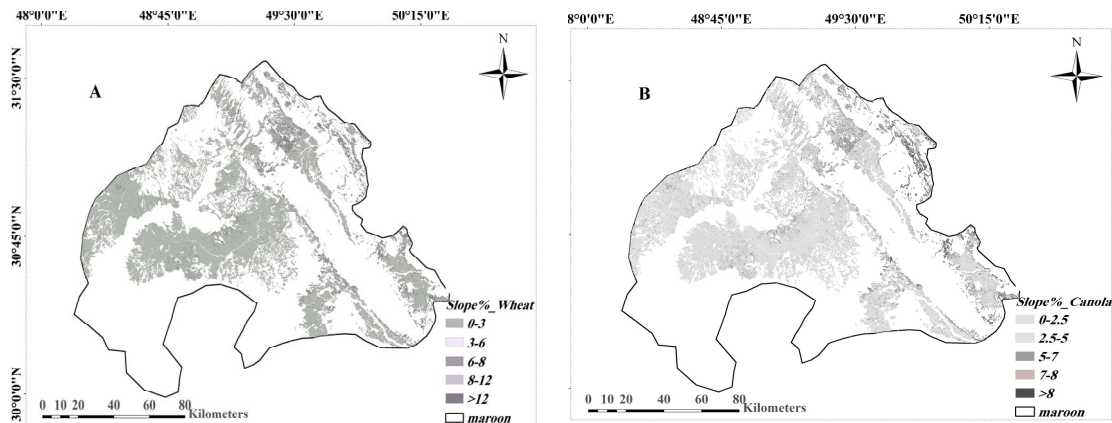 48°0'0"E 48°45'0"E 49°30'0"E 50°15'0"E
N
A
31°30'0"N
30°45'0"N
30°0'0"N
Slope%_Wheat
0-3
3-6
6-8
8-12
>12
maroon
0 10 20 40 60 80
Kilometers
8°0'0"E 48°45'0"E 49°30'0"E 50°15'0"E
N
B
Slope%_Canola
0-2.5
2.5-5
5-7
7-8
>8
maroon
0 10 20 40 60 80
Kilometers